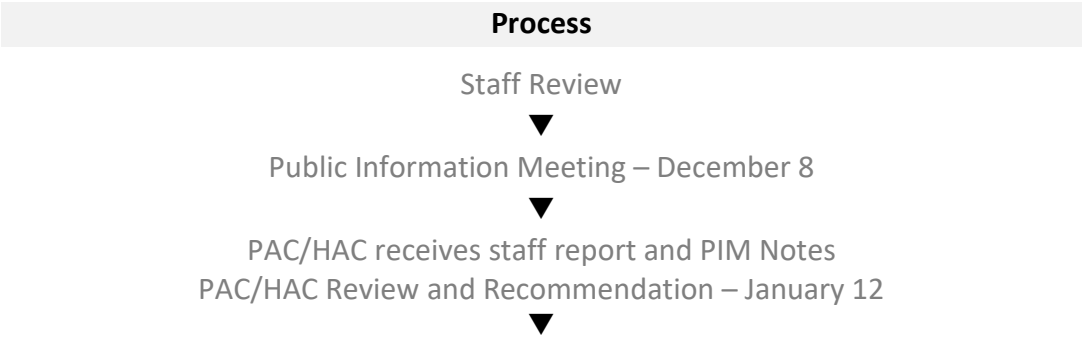 Process
Staff Review
Public Information Meeting – December 8
PAC/HAC receives staff report and PIM Notes
PAC/HAC Review and Recommendation – January 12